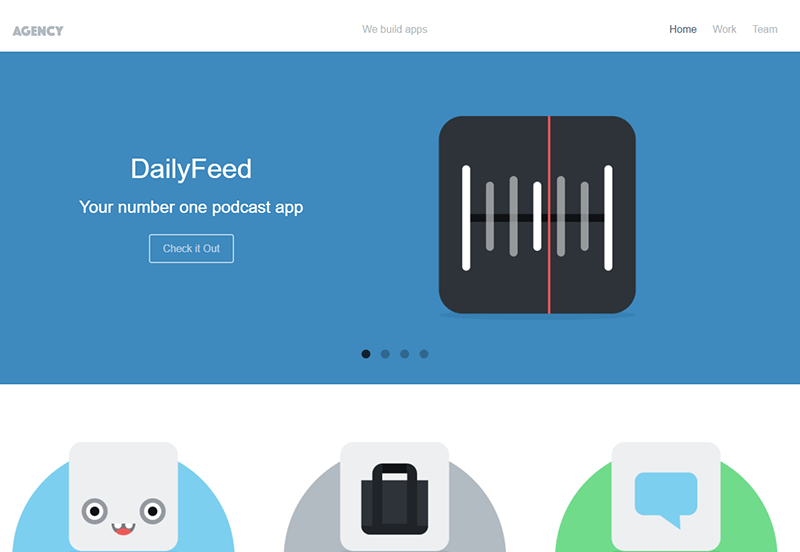 AGENCY
We build apps
Home Work Team
DailyFeed
Your number one podcast app
Check it Out